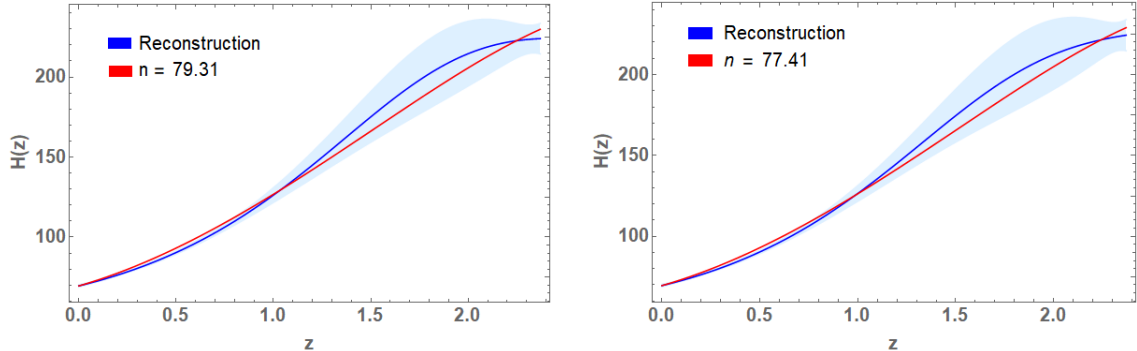 Reconstruction
n = 79.31
H(z)
200
150
100
0.0 0.5 1.0 1.5 2.0
z
Reconstruction
n = 77.41
H(z)
200
150
100
0.0 0.5 1.0 1.5 2.0
z